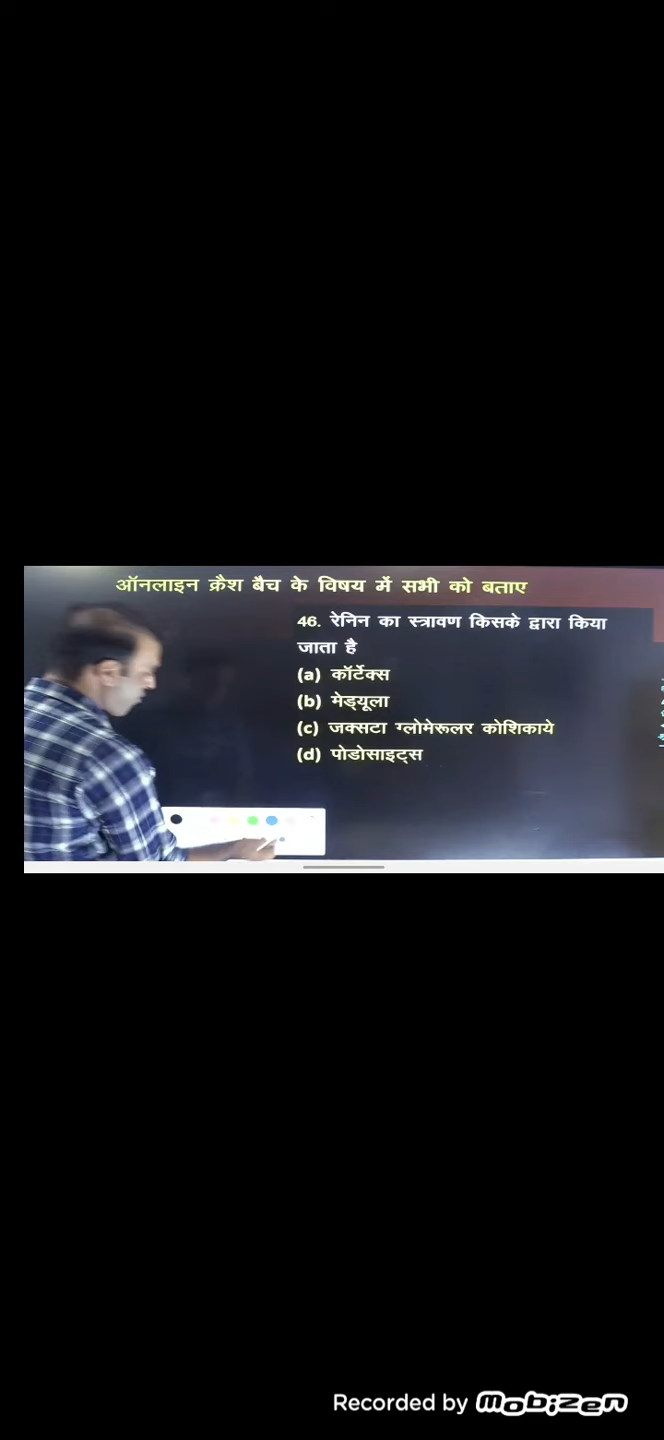 ऑनलाइन क्रैश बैच के विषय में सभी को बताए
46. रेनिन का स्त्रावण किसके द्वारा किया
जाता है
(a) कॉर्टेक्स
(b) मेड्यूला
(c) जक्सटा ग्लोमेरूलर कोशिकाये
(d) पोडोसाइट्स
Recorded by Mobizen